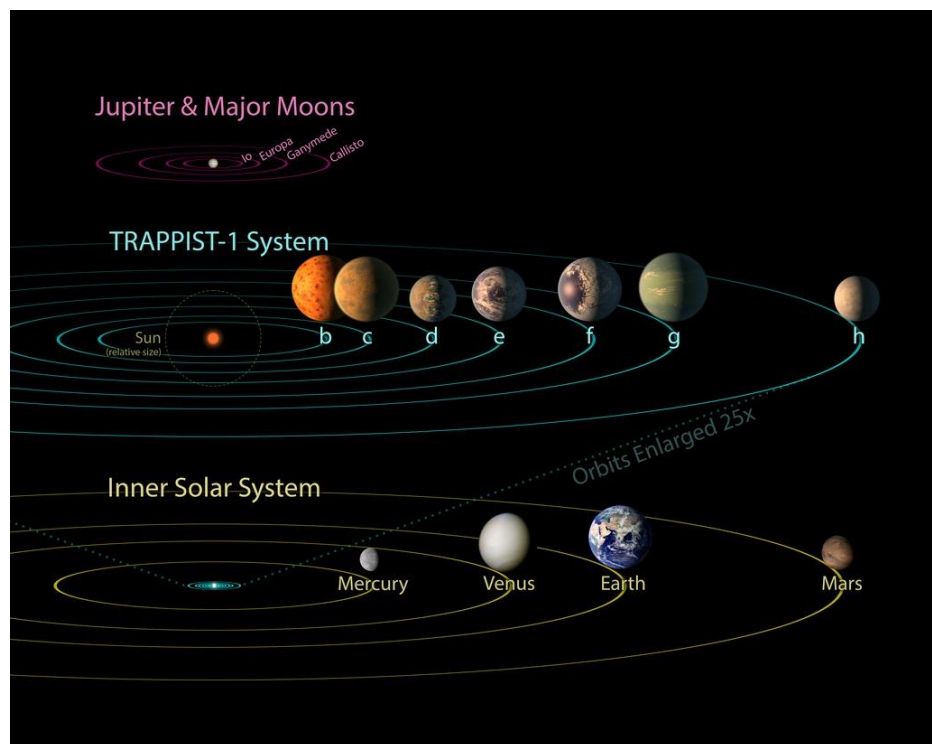 Jupiter & Major Moons
Io
Europa
Ganymede
Callisto
TRAPPIST-1 System
Sun
(relative size)
b
c
d
e
f
g
h
Orbits Enlarged 25x
Inner Solar System
Mercury
Venus
Earth
Mars